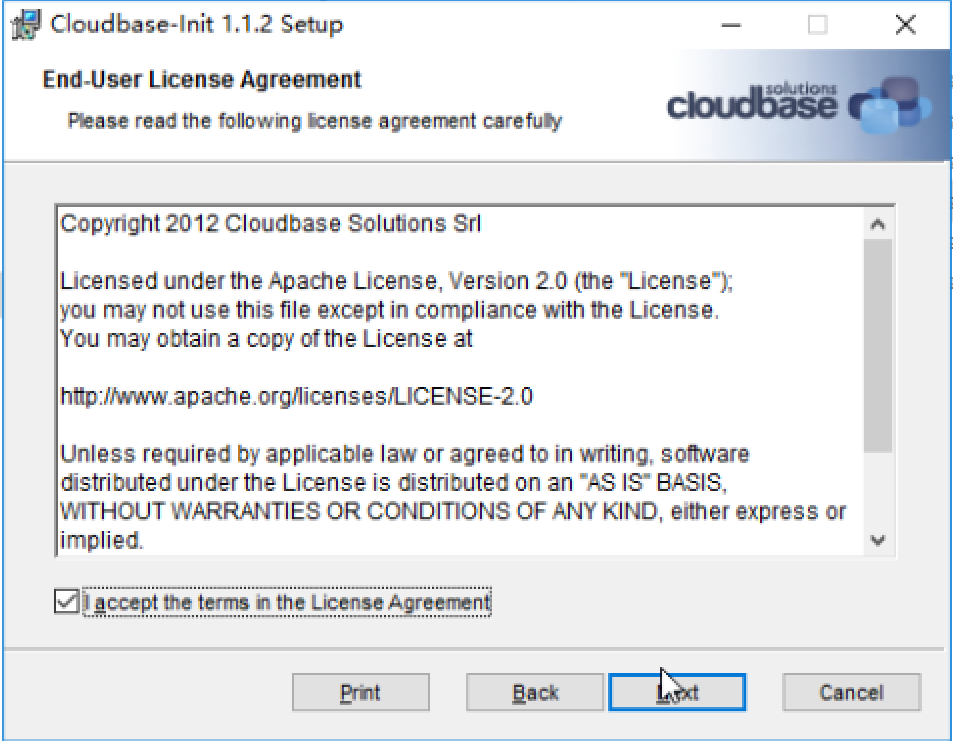 Cloudbase-Init 1.1.2 Setup
End-User License Agreement
Please read the following license agreement carefully
solutions
cloudbase
Copyright 2012 Cloudbase Solutions Srl
Licensed under the Apache License, Version 2.0 (the "License");
you may not use this file except in compliance with the License.
You may obtain a copy of the License at
http://www.apache.org/licenses/LICENSE-2.0
Unless required by applicable law or agreed to in writing, software
distributed under the License is distributed on an "AS IS" BASIS,
WITHOUT WARRANTIES OR CONDITIONS OF ANY KIND, either express or
implied.
I accept the terms in the License Agreement
Print
Back
Next
Cancel